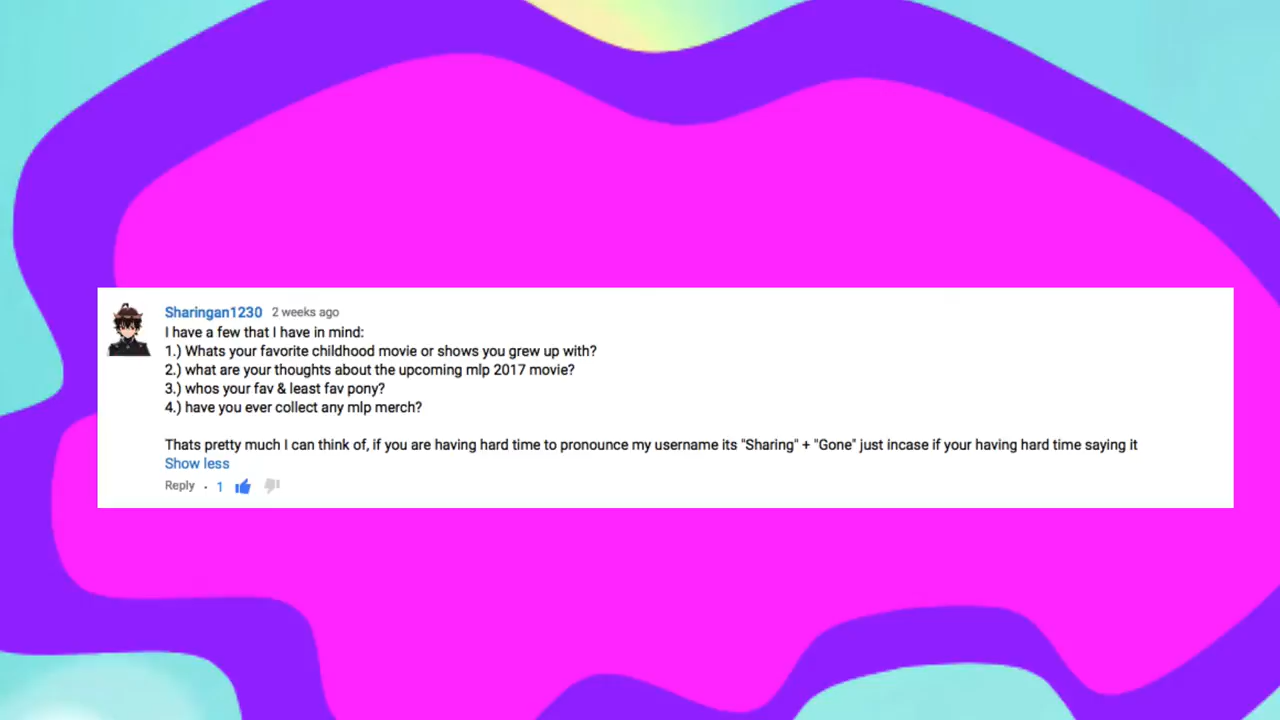 Sharingan1230 2 weeks ago
I have a few that I have in mind:
1.) Whats your favorite childhood movie or shows you grew up with?
2.) what are your thoughts about the upcoming mlp 2017 movie?
3.) whos your fav & least fav pony?
4.) have you ever collect any mlp merch?
Thats pretty much I can think of, if you are having hard time to pronounce my username its "Sharing" + "Gone" just incase if your having hard time saying it
Show less
Reply · 1